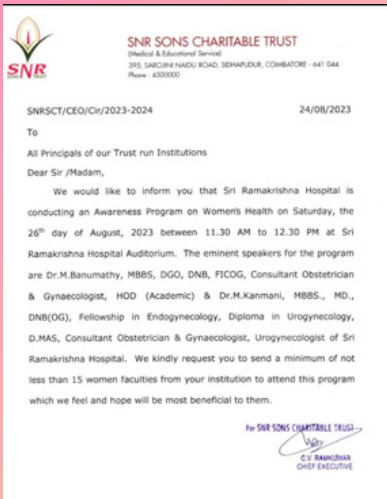 SNR SONS CHARITABLE TRUST
(Medical & Educational Service)
395, SAROJINI NAIDU ROAD, SIDHAPUDUR, COIMBATORE - 641 044.
Phone : 4500000
SNR
SONS TRUST
SNRSCT/CEO/Cir/2023-2024 24/08/2023
To
All Principals of our Trust run Institutions
Dear Sir /Madam,
We would like to inform you that Sri Ramakrishna Hospital is
conducting an Awareness Program on Women's Health on Saturday, the
26th day of August, 2023 between 11.30 AM to 12.30 PM at Sri
Ramakrishna Hospital Auditorium. The eminent speakers for the program
are Dr.M.Banumathy, MBBS, DGO, DNB, FICOG, Consultant Obstetrician
& Gynaecologist, HOD (Academic) & Dr.M.Kanmani, MBBS., MD.,
DNB(OG), Fellowship in Endogynecology, Diploma in Urogynecology,
D.MAS, Consultant Obstetrician & Gynaecologist, Urogynecologist of Sri
Ramakrishna Hospital. We kindly request you to send a minimum of not
less than 15 women faculties from your institution to attend this program
which we feel and hope will be most beneficial to them.
For SNR SONS CHARITABLE TRUST
C.V RAMKUMAR
CHIEF EXECUTIVE